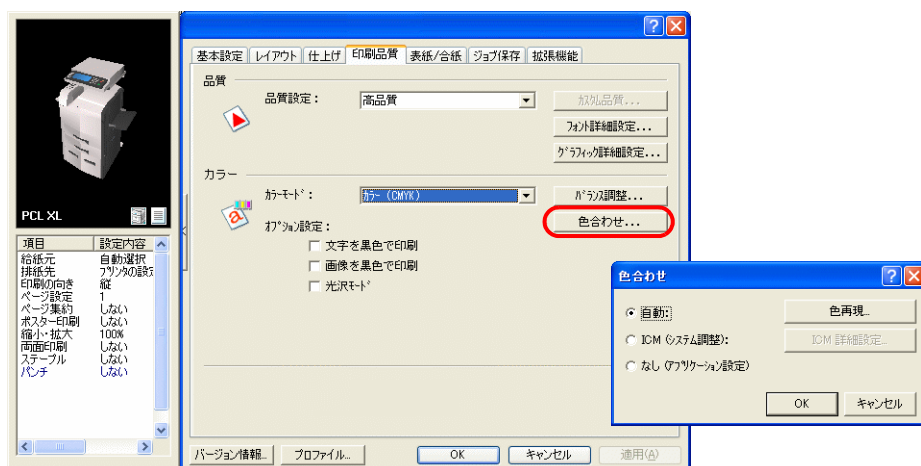 基本設定 レイアウト 仕上げ 印刷品質 表紙/合紙 ジョブ保存 拡張機能
品質
品質設定： 高品質 カスタム品質...
フォント詳細設定...
グラフィック詳細設定...
カラー
カラーモード： カラー (CMYK) バランス調整...
色合わせ...
オプション設定：
文字を黒色で印刷
画像を黒色で印刷
光沢モード
PCL XL
項目 設定内容
給紙元 自動選択
排紙先 プリンタの設定
印刷の向き 縦
ページ設定 1
ページ集約 しない
ポスター印刷 しない
縮小・拡大 100%
両面印刷 しない
ステープル しない
パンチ しない
バージョン情報... プロファイル... OK キャンセル 適用(A)
色合わせ
自動: 色再現...
ICM (システム調整): ICM 詳細設定...
なし (アプリケーション設定)
OK キャンセル